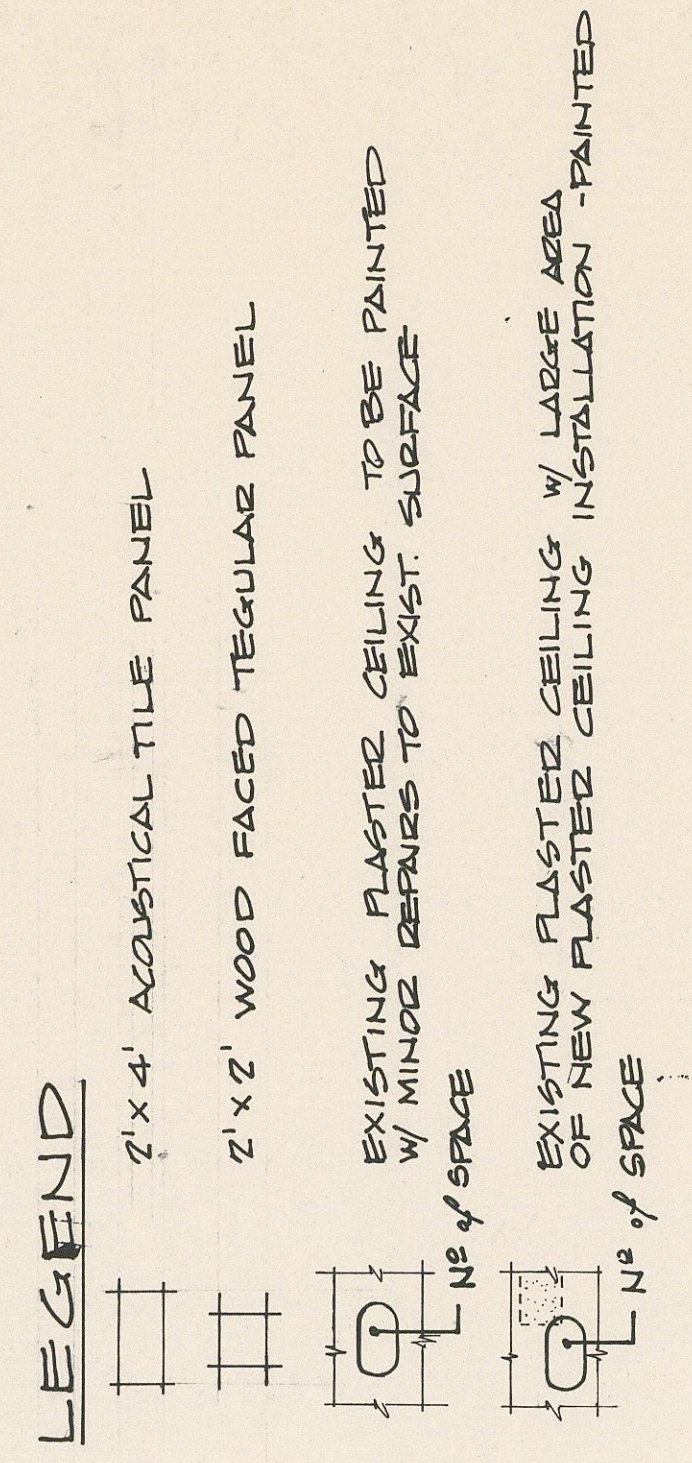 LEGEND
2' X 4' ACOUSTICAL TILE PANEL
2' X 2' WOOD FACED TEGULAR PANEL
EXISTING PLASTER CEILING TO BE PAINTED
W/ MINOR REPAIRS TO EXIST. SURFACE
Nº of SPACE
EXISTING PLASTER CEILING W/ LARGE AREA
OF NEW PLASTER CEILING INSTALLATION - PAINTED
Nº of SPACE